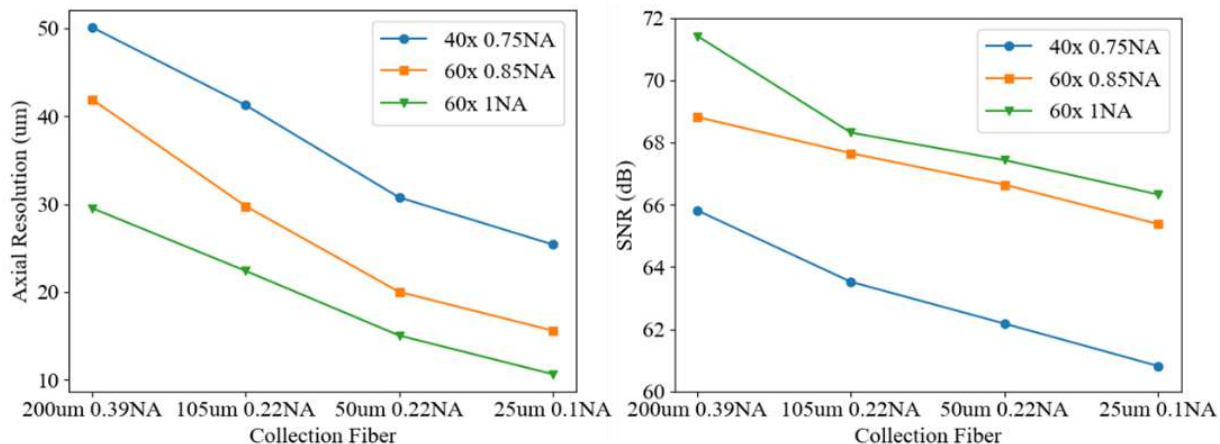 50
40
30
20
10
Axial Resolution (um)
40x 0.75NA
60x 0.85NA
60x 1NA
200um 0.39NA 105um 0.22NA 50um 0.22NA 25um 0.1NA
Collection Fiber
72
70
68
66
64
62
60
SNR (dB)
40x 0.75NA
60x 0.85NA
60x 1NA
200um 0.39NA 105um 0.22NA 50um 0.22NA 25um 0.1NA
Collection Fiber